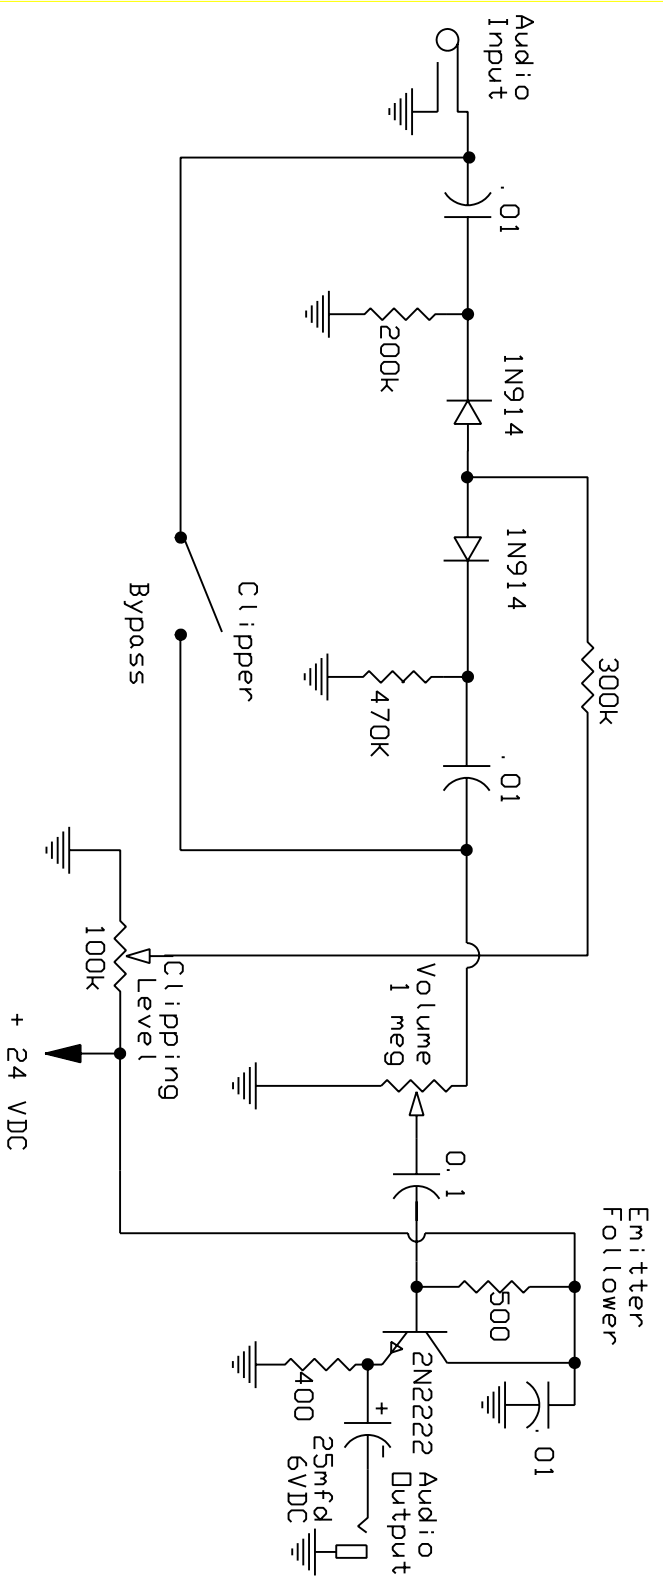 Audio
Input
.01
200k
1N914
1N914
300k
470K
.01
Clipper
Bypass
100k
Clipping
Level
+ 24 VDC
Volume
1 meg
0.1
Emitter
Follower
500
2N2222
400
.01
+
-
25mfd
6VDC
Audio
Output